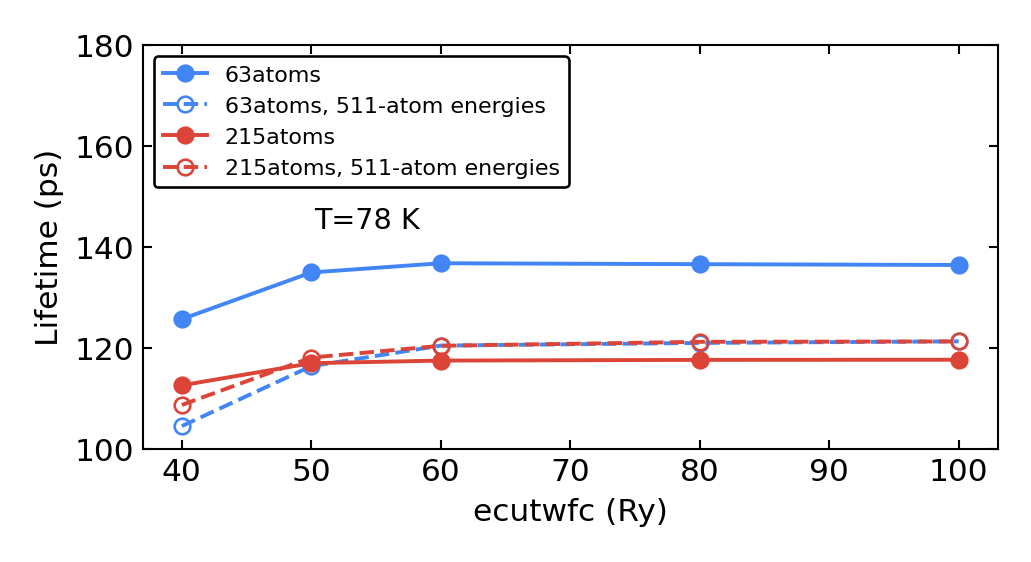 180
160
140
120
100
Lifetime (ps)
63atoms
63atoms, 511-atom energies
215atoms
215atoms, 511-atom energies
T=78 K
40 50 60 70 80 90 100
ecutwfc (Ry)